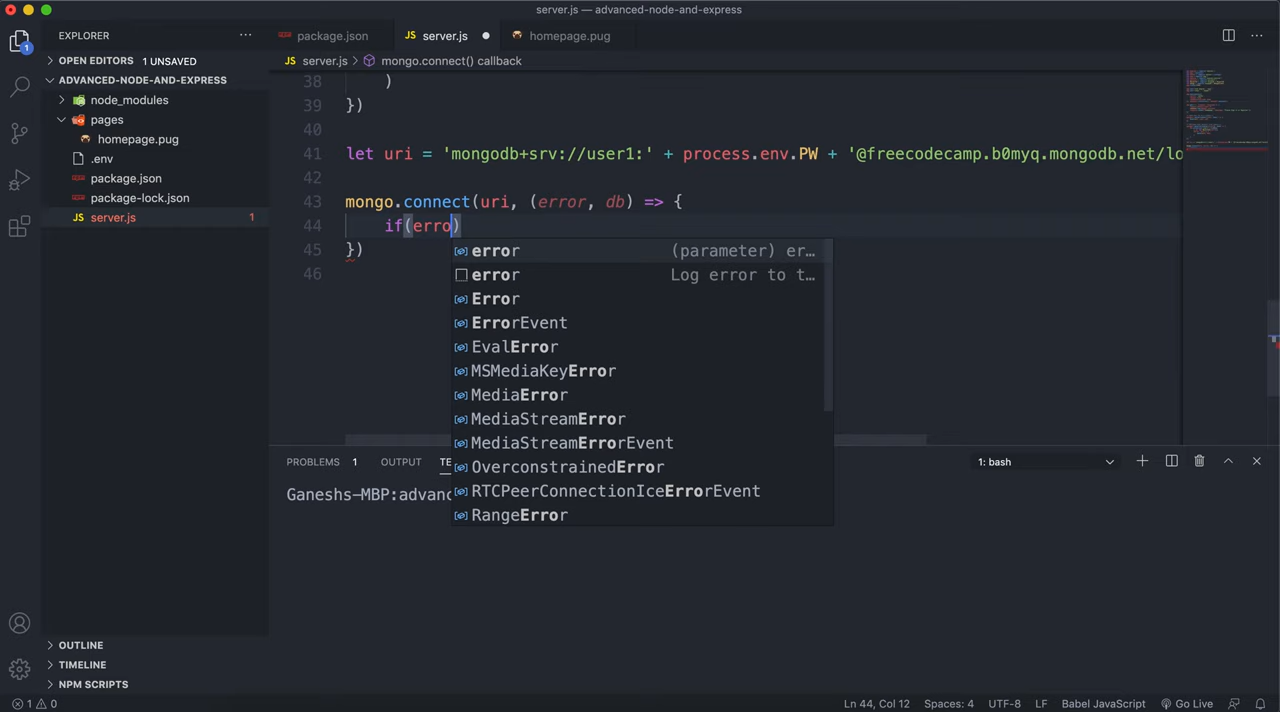 server.js — advanced-node-and-express
EXPLORER
package.json
JS server.js
homepage.pug
OPEN EDITORS 1 UNSAVED
JS server.js > mongo.connect() callback
ADVANCED-NODE-AND-EXPRESS
node_modules
pages
homepage.pug
.env
package.json
package-lock.json
JS server.js 1
38 )
39 })
40
41 let uri = 'mongodb+srv://user1:' + process.env.PW + '@freecodecamp.b0myq.mongodb.net/lo
42
43 mongo.connect(uri, (error, db) => {
44 if(erro)
45 })
46
error (parameter) er…
error Log error to t…
Error
ErrorEvent
EvalError
MSMediaKeyError
MediaError
MediaStreamError
MediaStreamErrorEvent
OverconstrainedError
RTCPeerConnectionIceErrorEvent
RangeError
PROBLEMS 1 OUTPUT TE 1: bash
Ganeshs-MBP:advanc
OUTLINE
TIMELINE
NPM SCRIPTS
1 0 Ln 44, Col 12 Spaces: 4 UTF-8 LF Babel JavaScript Go Live
1